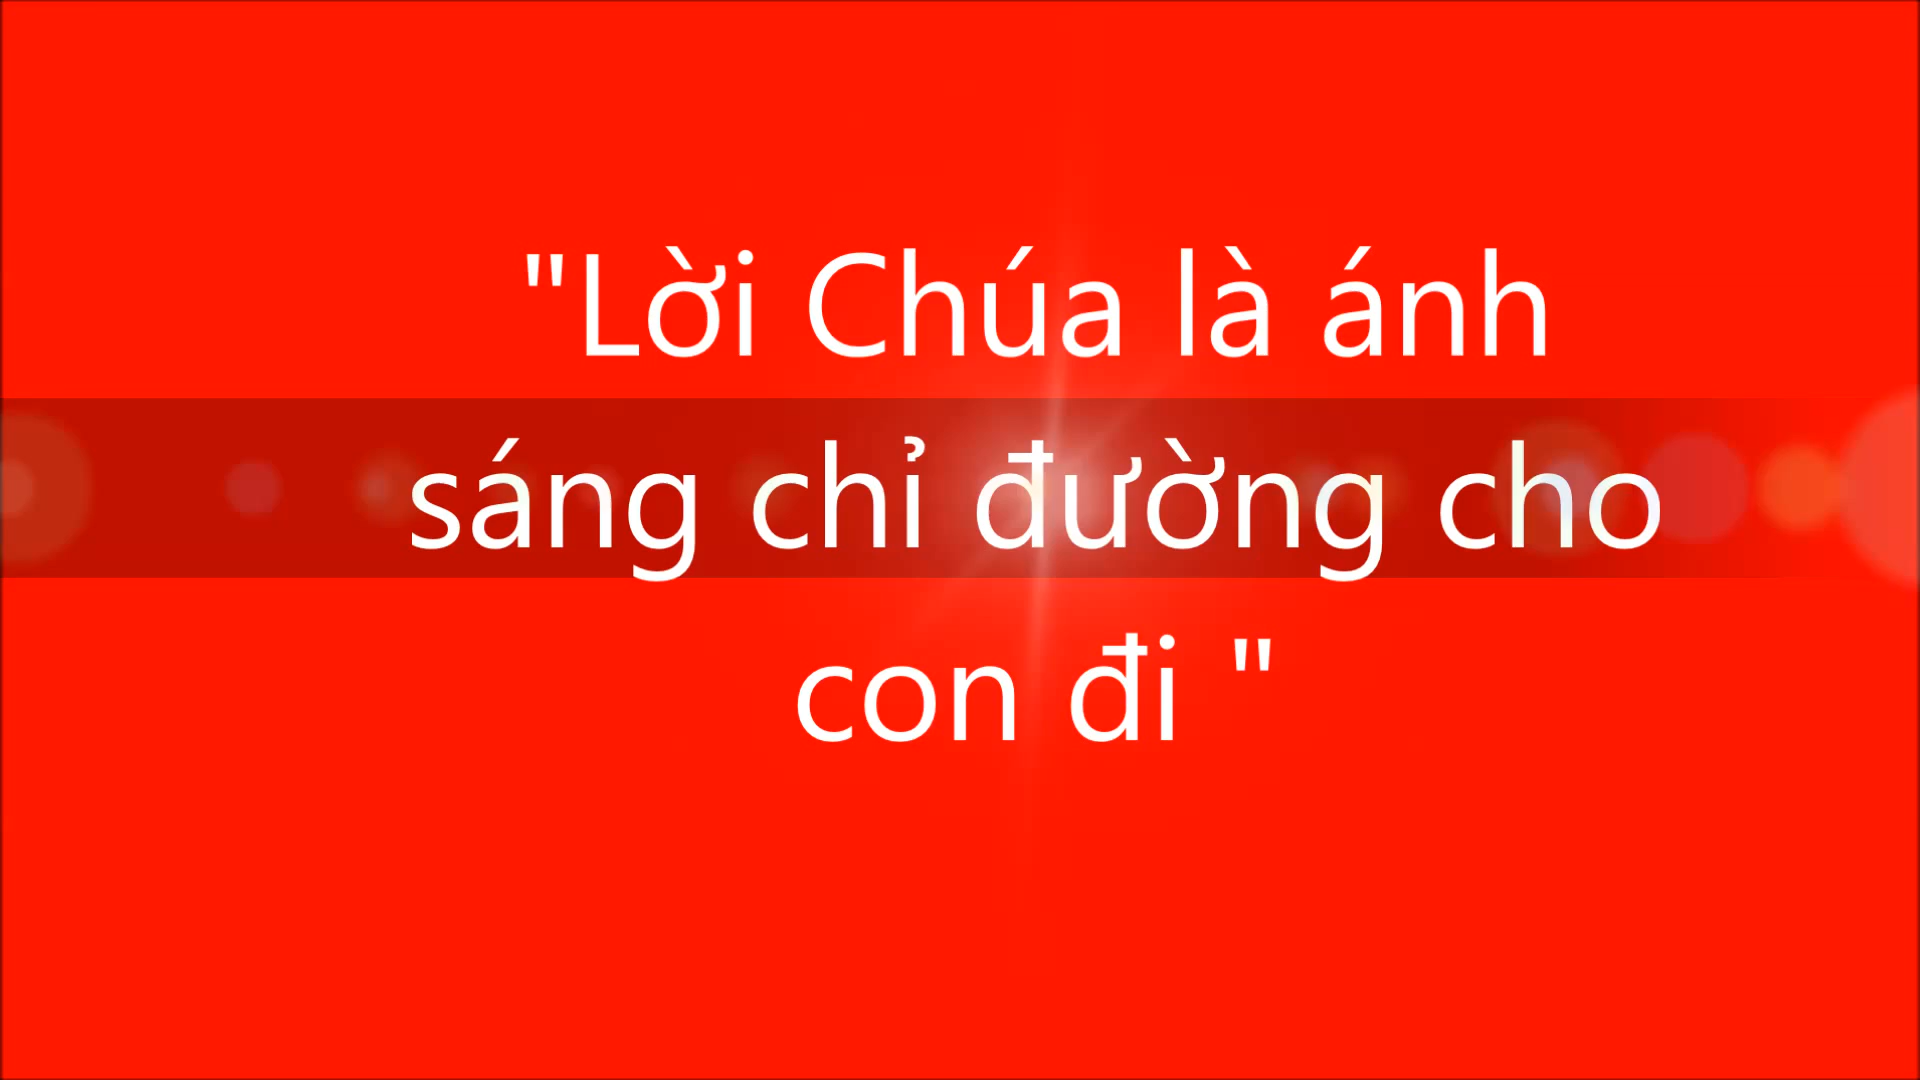 "Lời Chúa là ánh
sáng chỉ đường cho
con đi "